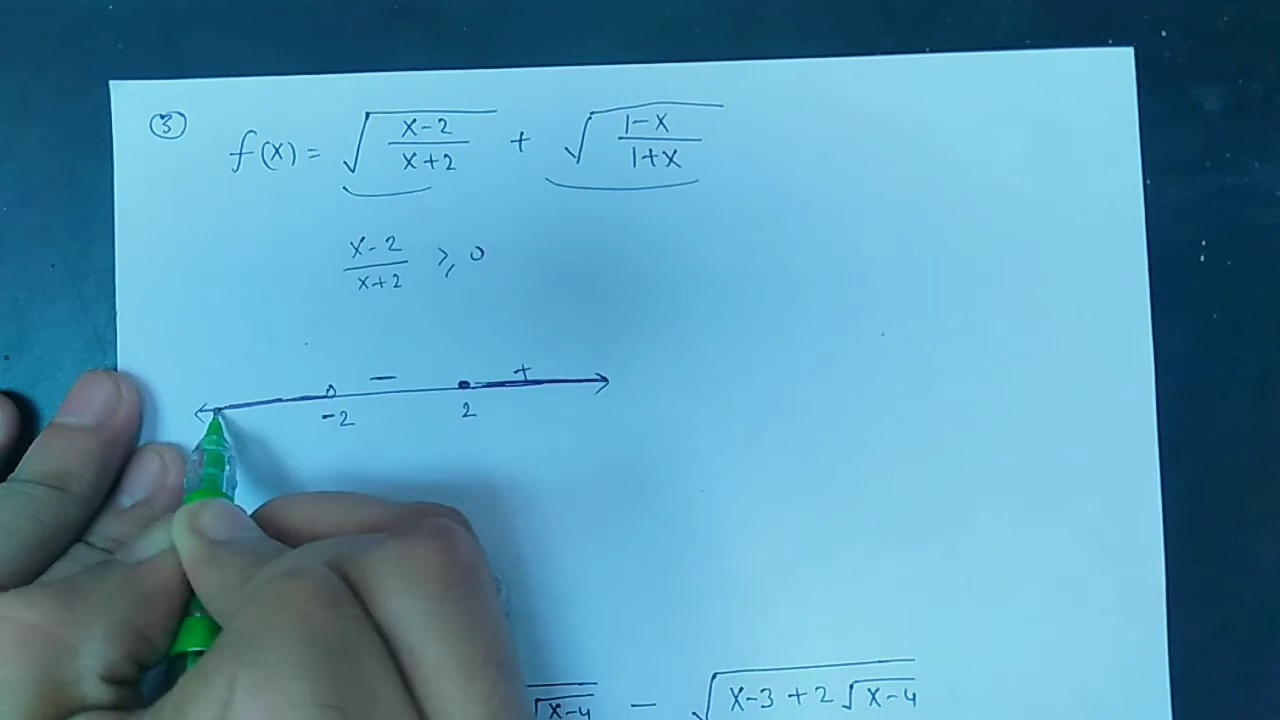 ③ f(x) = √((x-2)/(x+2)) + √((1-x)/(1+x))
(x-2)/(x+2) ≥ 0
− +
-2 2
√x-4 − √(x-3+2√x-4)